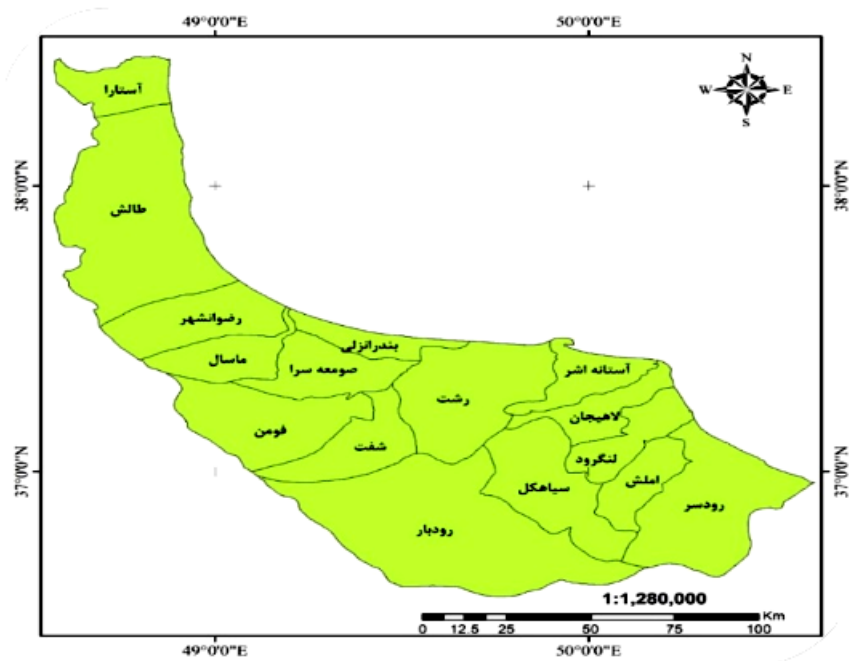 49°0'0"E
50°0'0"E
N
W
E
S
38°0'0"N
38°0'0"N
37°0'0"N
37°0'0"N
آستارا
طالش
رضوانشهر
ماسال
بندرانزلی
صومعه سرا
آستانه اشر
رشت
لاهیجان
فومن
شفت
لنگرود
املش
سیاهکل
رودسر
رودبار
1:1,280,000
Km
0 12.5 25 50 75 100
49°0'0"E
50°0'0"E